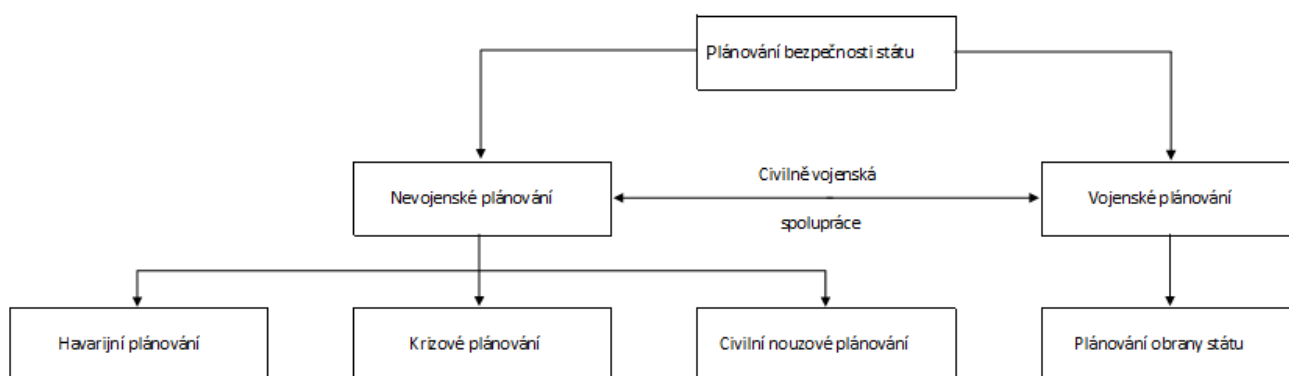 Plánování bezpečnosti státu
Civilně vojenská
Nevojenské plánování
Vojenské plánování
spolupráce
Havarijní plánování
Krizové plánování
Civilní nouzové plánování
Plánování obrany státu